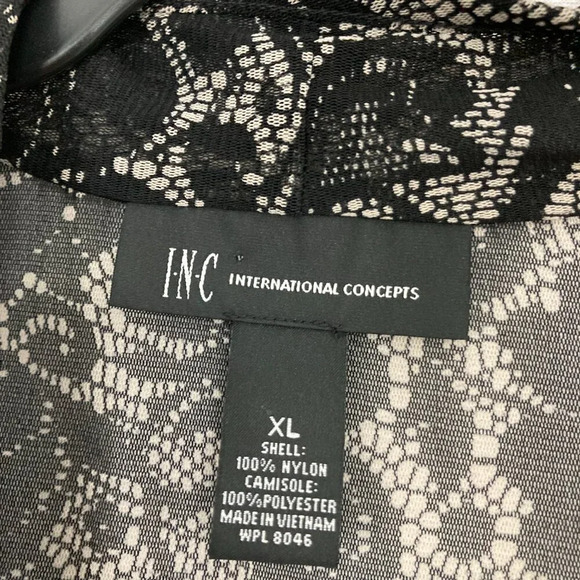 I·N·C INTERNATIONAL CONCEPTS
XL
SHELL:
100% NYLON
CAMISOLE:
100%POLYESTER
MADE IN VIETNAM
WPL 8046